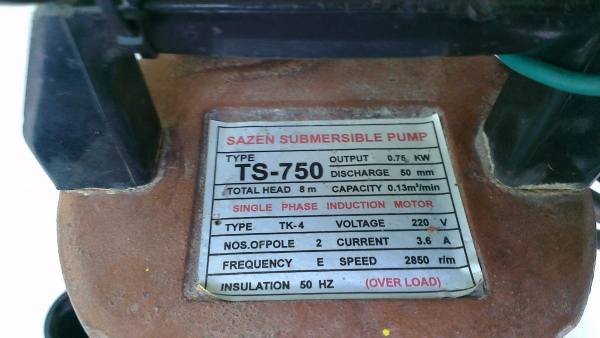 SAZEN SUBMERSIBLE PUMP
TYPE TS-750 OUTPUT 0.75 KW
DISCHARGE 50 mm
TOTAL HEAD 8 m CAPACITY 0.13m³/min
SINGLE PHASE INDUCTION MOTOR
TYPE TK-4 VOLTAGE 220 V
NOS.OFPOLE 2 CURRENT 3.6 A
FREQUENCY E SPEED 2850 r/m
INSULATION 50 HZ (OVER LOAD)